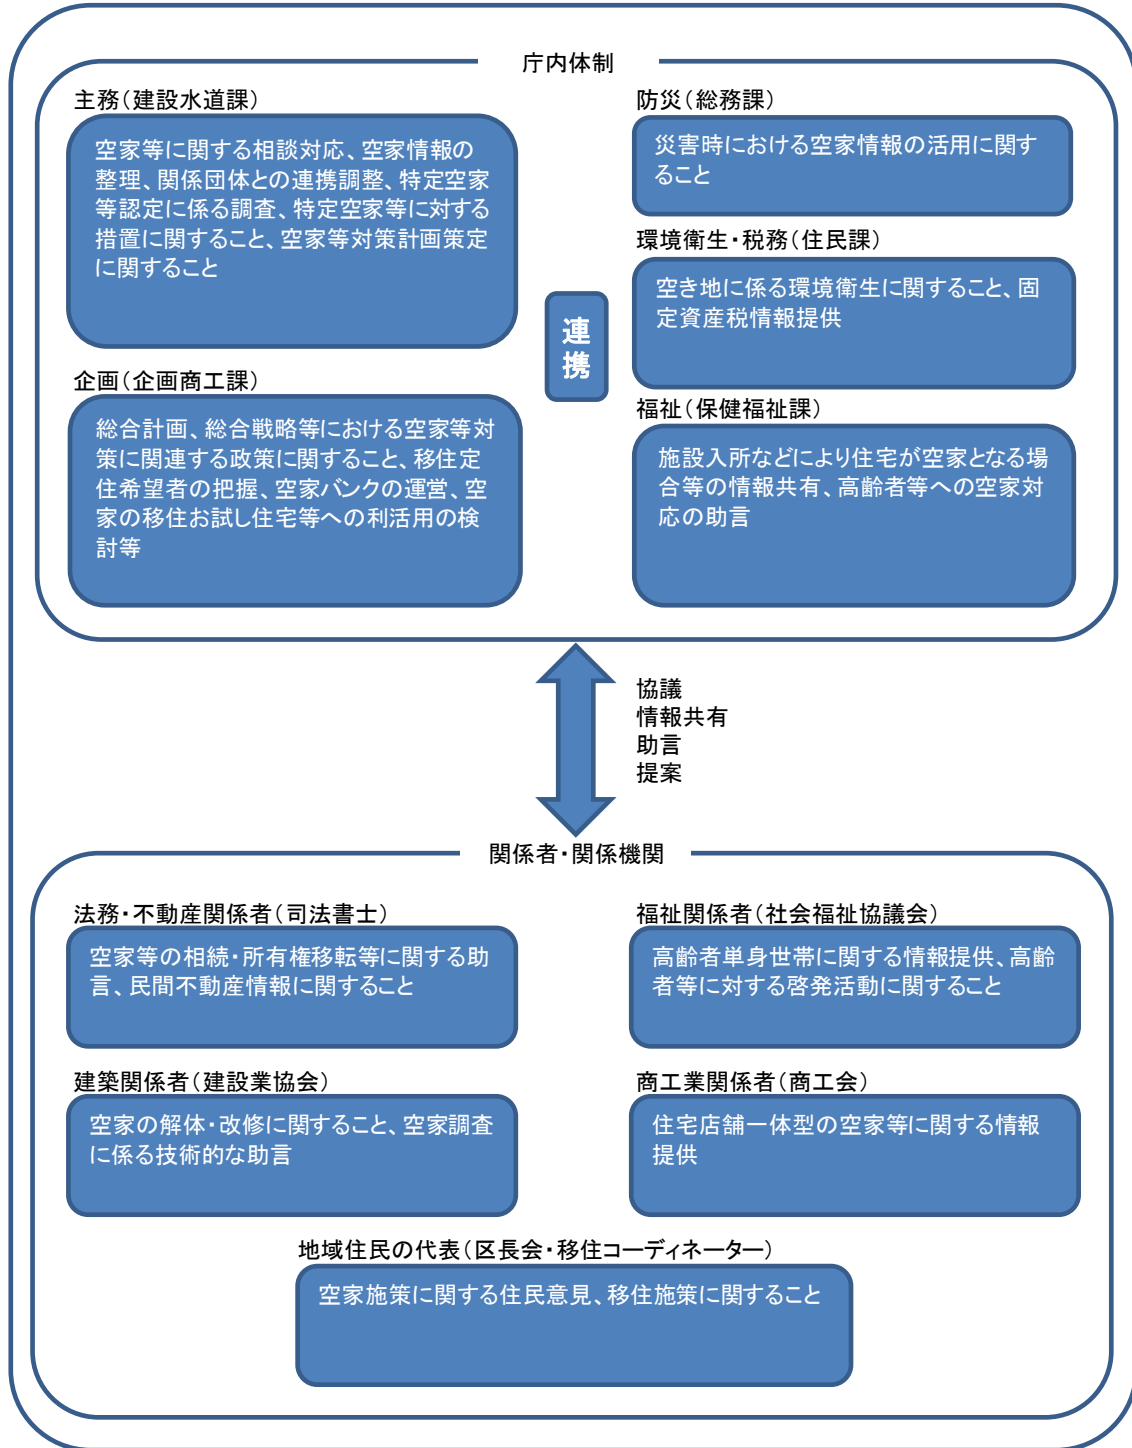 庁内体制
主務（建設水道課）
空家等に関する相談対応、空家情報の
整理、関係団体との連携調整、特定空家
等認定に係る調査、特定空家等に対する
措置に関すること、空家等対策計画策定
に関すること
企画（企画商工課）
総合計画、総合戦略等における空家等対
策に関連する政策に関すること、移住定
住希望者の把握、空家バンクの運営、空
家の移住お試し住宅等への利活用の検
討等
連
携
防災（総務課）
災害時における空家情報の活用に関す
ること
環境衛生・税務（住民課）
空き地に係る環境衛生に関すること、固
定資産税情報提供
福祉（保健福祉課）
施設入所などにより住宅が空家となる場
合等の情報共有、高齢者等への空家対
応の助言
協議
情報共有
助言
提案
関係者・関係機関
法務・不動産関係者（司法書士）
空家等の相続・所有権移転等に関する助
言、民間不動産情報に関すること
福祉関係者（社会福祉協議会）
高齢者単身世帯に関する情報提供、高齢
者等に対する啓発活動に関すること
建築関係者（建設業協会）
空家の解体・改修に関すること、空家調査
に係る技術的な助言
商工業関係者（商工会）
住宅店舗一体型の空家等に関する情報
提供
地域住民の代表（区長会・移住コーディネーター）
空家施策に関する住民意見、移住施策に関すること